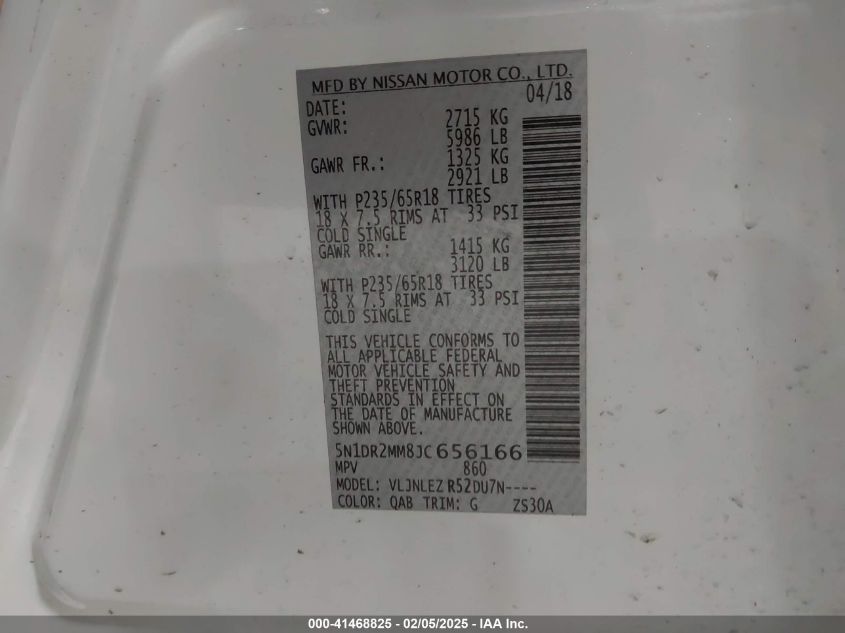 MFD BY NISSAN MOTOR CO., LTD.
DATE: 04/18
GVWR: 2715 KG
5986 LB
GAWR FR.: 1325 KG
2921 LB
WITH P235/65R18 TIRES
18 X 7.5 RIMS AT 33 PSI
COLD SINGLE
GAWR RR.: 1415 KG
3120 LB
WITH P235/65R18 TIRES
18 X 7.5 RIMS AT 33 PSI
COLD SINGLE
THIS VEHICLE CONFORMS TO
ALL APPLICABLE FEDERAL
MOTOR VEHICLE SAFETY AND
THEFT PREVENTION
STANDARDS IN EFFECT ON
THE DATE OF MANUFACTURE
SHOWN ABOVE.
5N1DR2MM8JC656166
MPV 860
MODEL: VLJNLEZ R52DU7N----
COLOR: QAB TRIM: G ZS30A
000-41468825 - 02/05/2025 - IAA Inc.